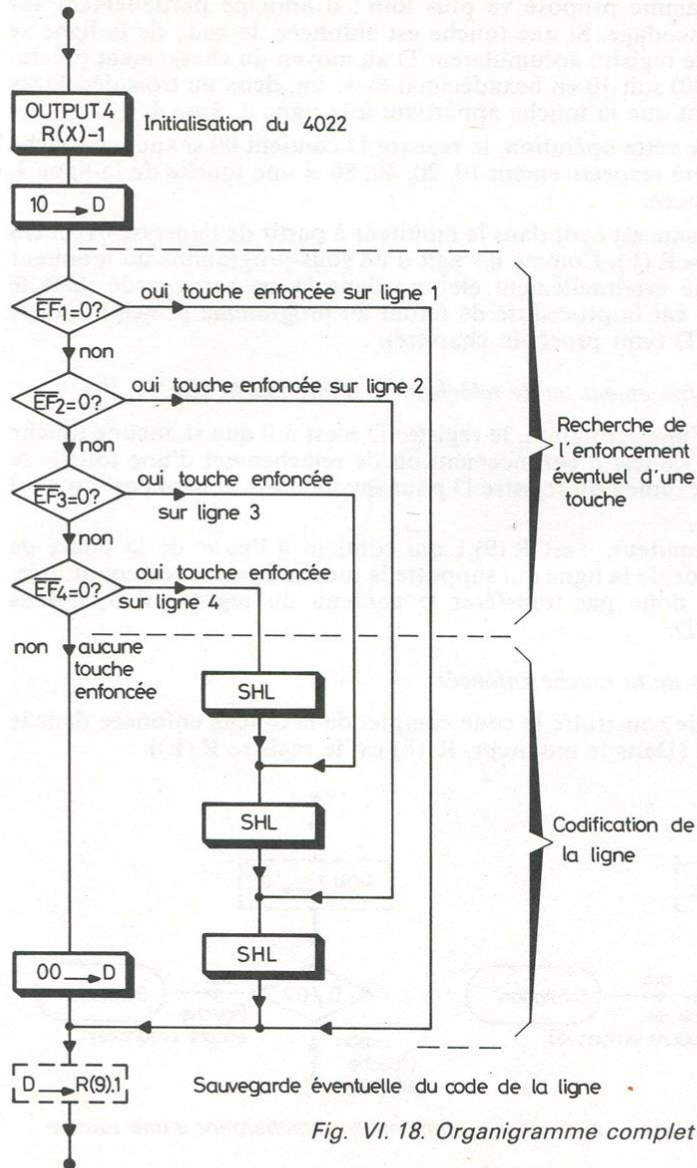 OUTPUT 4
R(X)-1
Initialisation du 4022
10 → D
EF1=0?
oui touche enfoncée sur ligne 1
non
EF2=0?
oui touche enfoncée sur ligne 2
non
EF3=0?
oui touche enfoncée
sur ligne 3
non
EF4=0?
oui touche enfoncée
sur ligne 4
Recherche de
l'enfoncement
éventuel d'une
touche
non
aucune
touche
enfoncée
SHL
SHL
Codification de
la ligne
SHL
00 → D
D → R(9).1
Sauvegarde éventuelle du code de la ligne
Fig. VI. 18. Organigramme complet